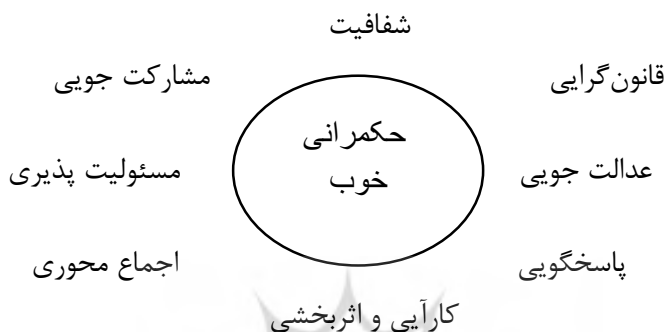 شفافیت
قانون‌گرایی
مشارکت جویی
حکمرانی
خوب
عدالت جویی
مسئولیت پذیری
پاسخگویی
اجماع محوری
کارآیی و اثربخشی